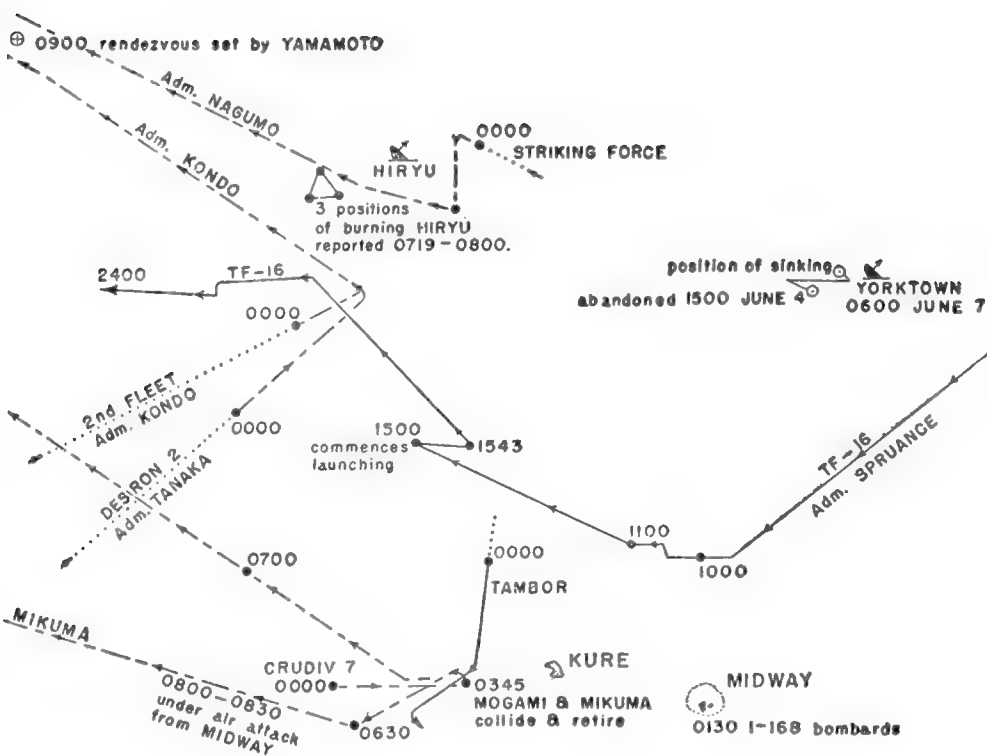 0900 rendezvous set by YAMAMOTO
Adm. NAGUMO
Adm. KONDO
0000
STRIKING FORCE
HIRYU
3 positions
of burning HIRYU
reported 0719-0800.
2400
TF-16
0000
position of sinking
abandoned 1500 JUNE 4
YORKTOWN
0600 JUNE 7
2nd FLEET
Adm. KONDO
0000
DESRON 2
Adm. TANAKA
1500
commences
launching
1543
TF-16
Adm. SPRUANCE
1100
1000
0000
TAMBOR
0700
MIKUMA
0800-0830
under air attack
from MIDWAY
CRUDIV 7
0000
0630
0345
MOGAMI & MIKUMA
collide & retire
KURE
MIDWAY
0130 I-168 bombards